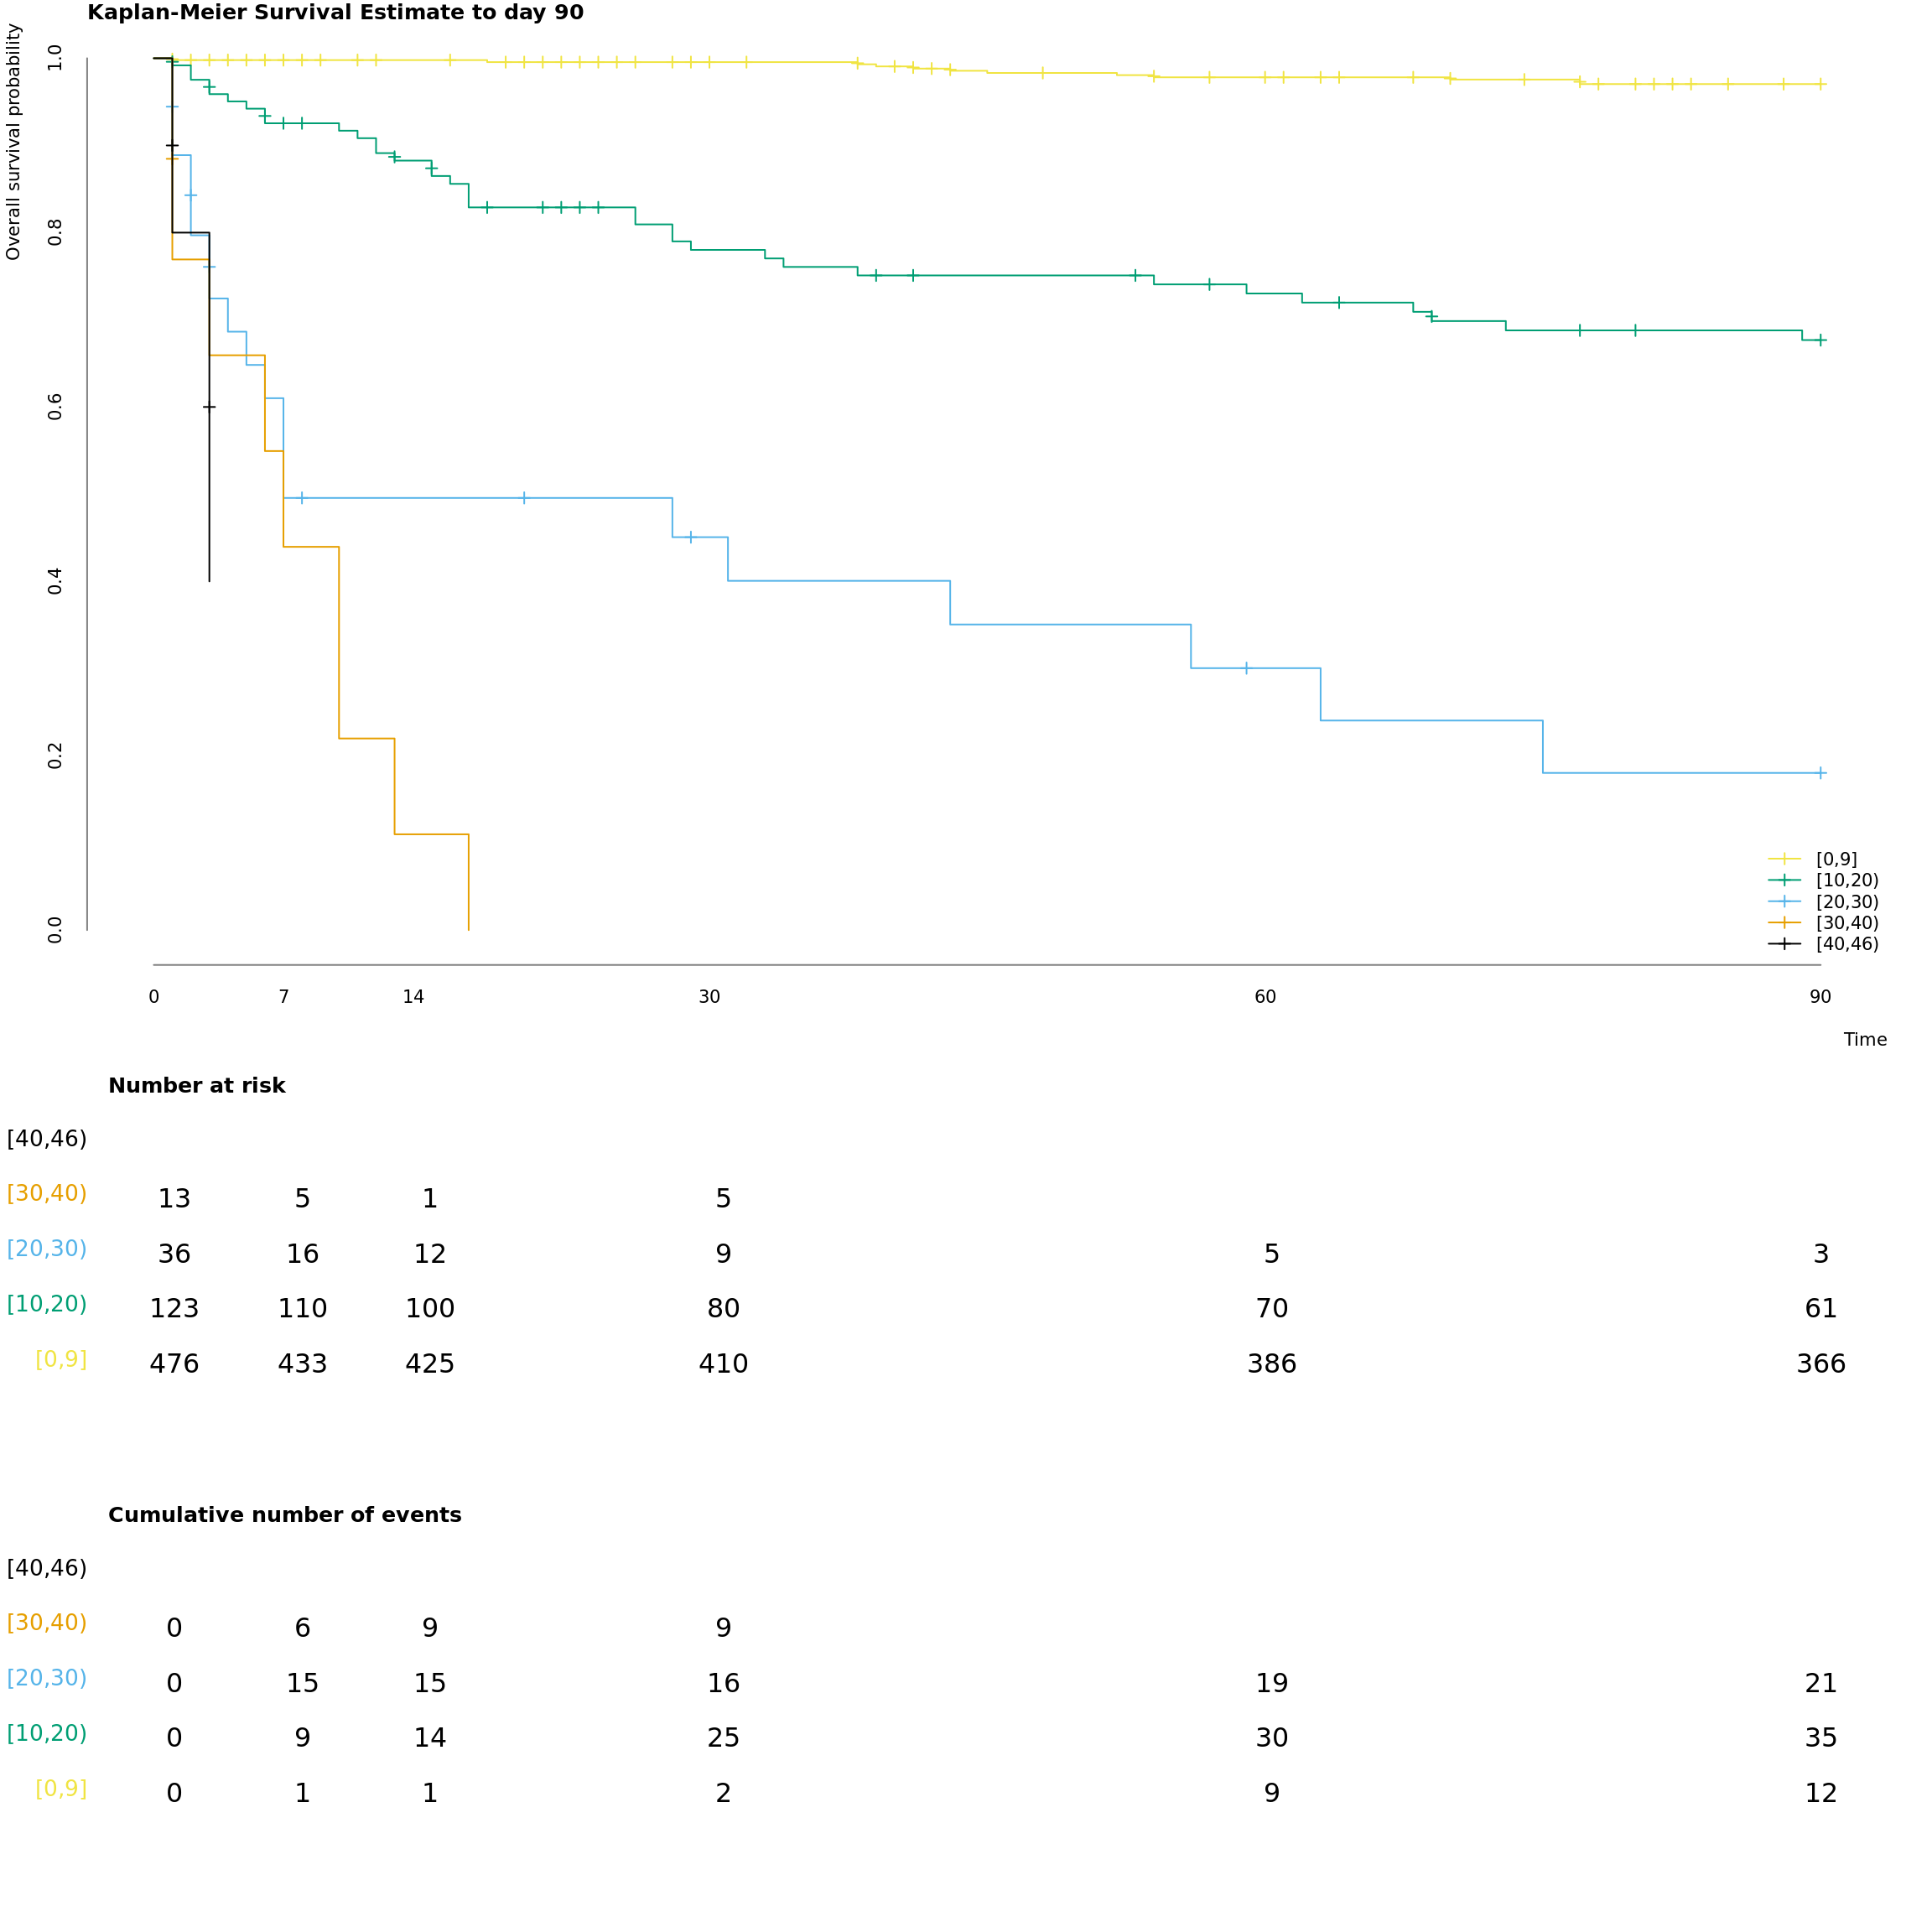 Kaplan-Meier Survival Estimate to day 90
Overall survival probability
1.0
0.8
0.6
0.4
0.2
0.0
[0,9]
[10,20)
[20,30)
[30,40)
[40,46)
0 7 14 30 60 90
Time
Number at risk
[40,46)
[30,40) 13 5 1 5
[20,30) 36 16 12 9 5 3
[10,20) 123 110 100 80 70 61
[0,9] 476 433 425 410 386 366
Cumulative number of events
[40,46)
[30,40) 0 6 9 9
[20,30) 0 15 15 16 19 21
[10,20) 0 9 14 25 30 35
[0,9] 0 1 1 2 9 12